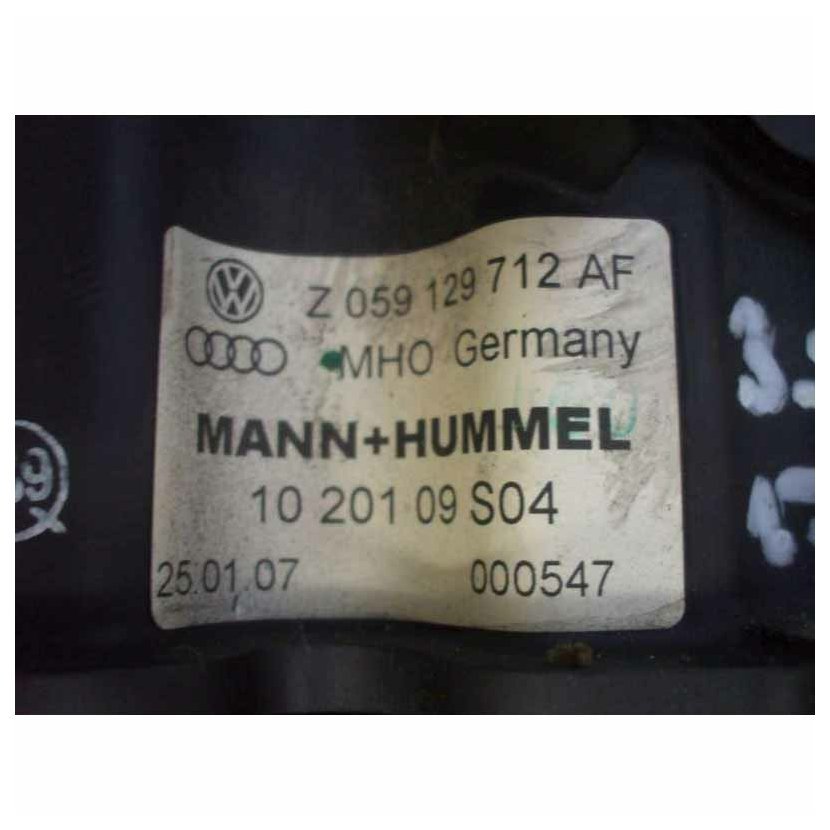 Z 059 129 712 AF
MHO Germany
MANN+HUMMEL
10 201 09 S04
25.01.07 000547